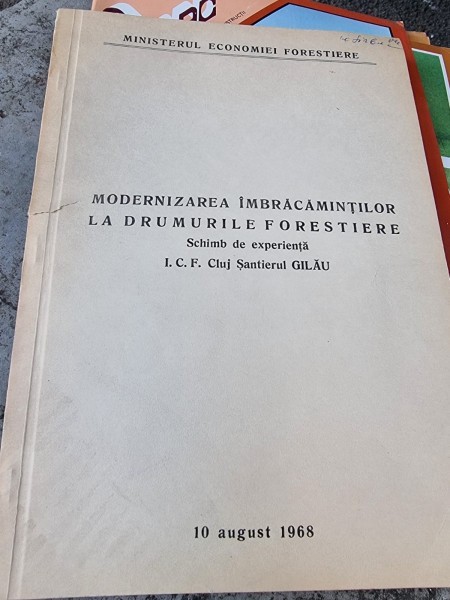 MINISTERUL ECONOMIEI FORESTIERE
MODERNIZAREA ÎMBRĂCĂMINȚILOR
LA DRUMURILE FORESTIERE
Schimb de experiență
I. C. F. Cluj Șantierul GILĂU
10 august 1968